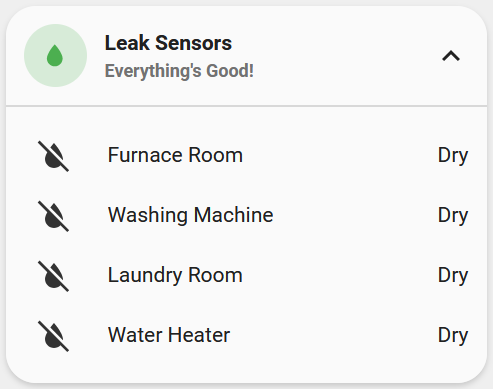 Leak Sensors
Everything's Good!
Furnace Room Dry
Washing Machine Dry
Laundry Room Dry
Water Heater Dry